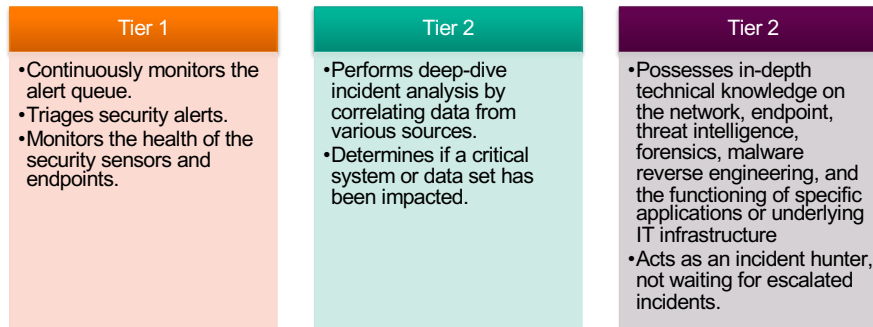 Tier 1
•Continuously monitors the
alert queue.
•Triages security alerts.
•Monitors the health of the
security sensors and
endpoints.
Tier 2
•Performs deep-dive
incident analysis by
correlating data from
various sources.
•Determines if a critical
system or data set has
been impacted.
Tier 2
•Possesses in-depth
technical knowledge on
the network, endpoint,
threat intelligence,
forensics, malware
reverse engineering, and
the functioning of specific
applications or underlying
IT infrastructure
•Acts as an incident hunter,
not waiting for escalated
incidents.